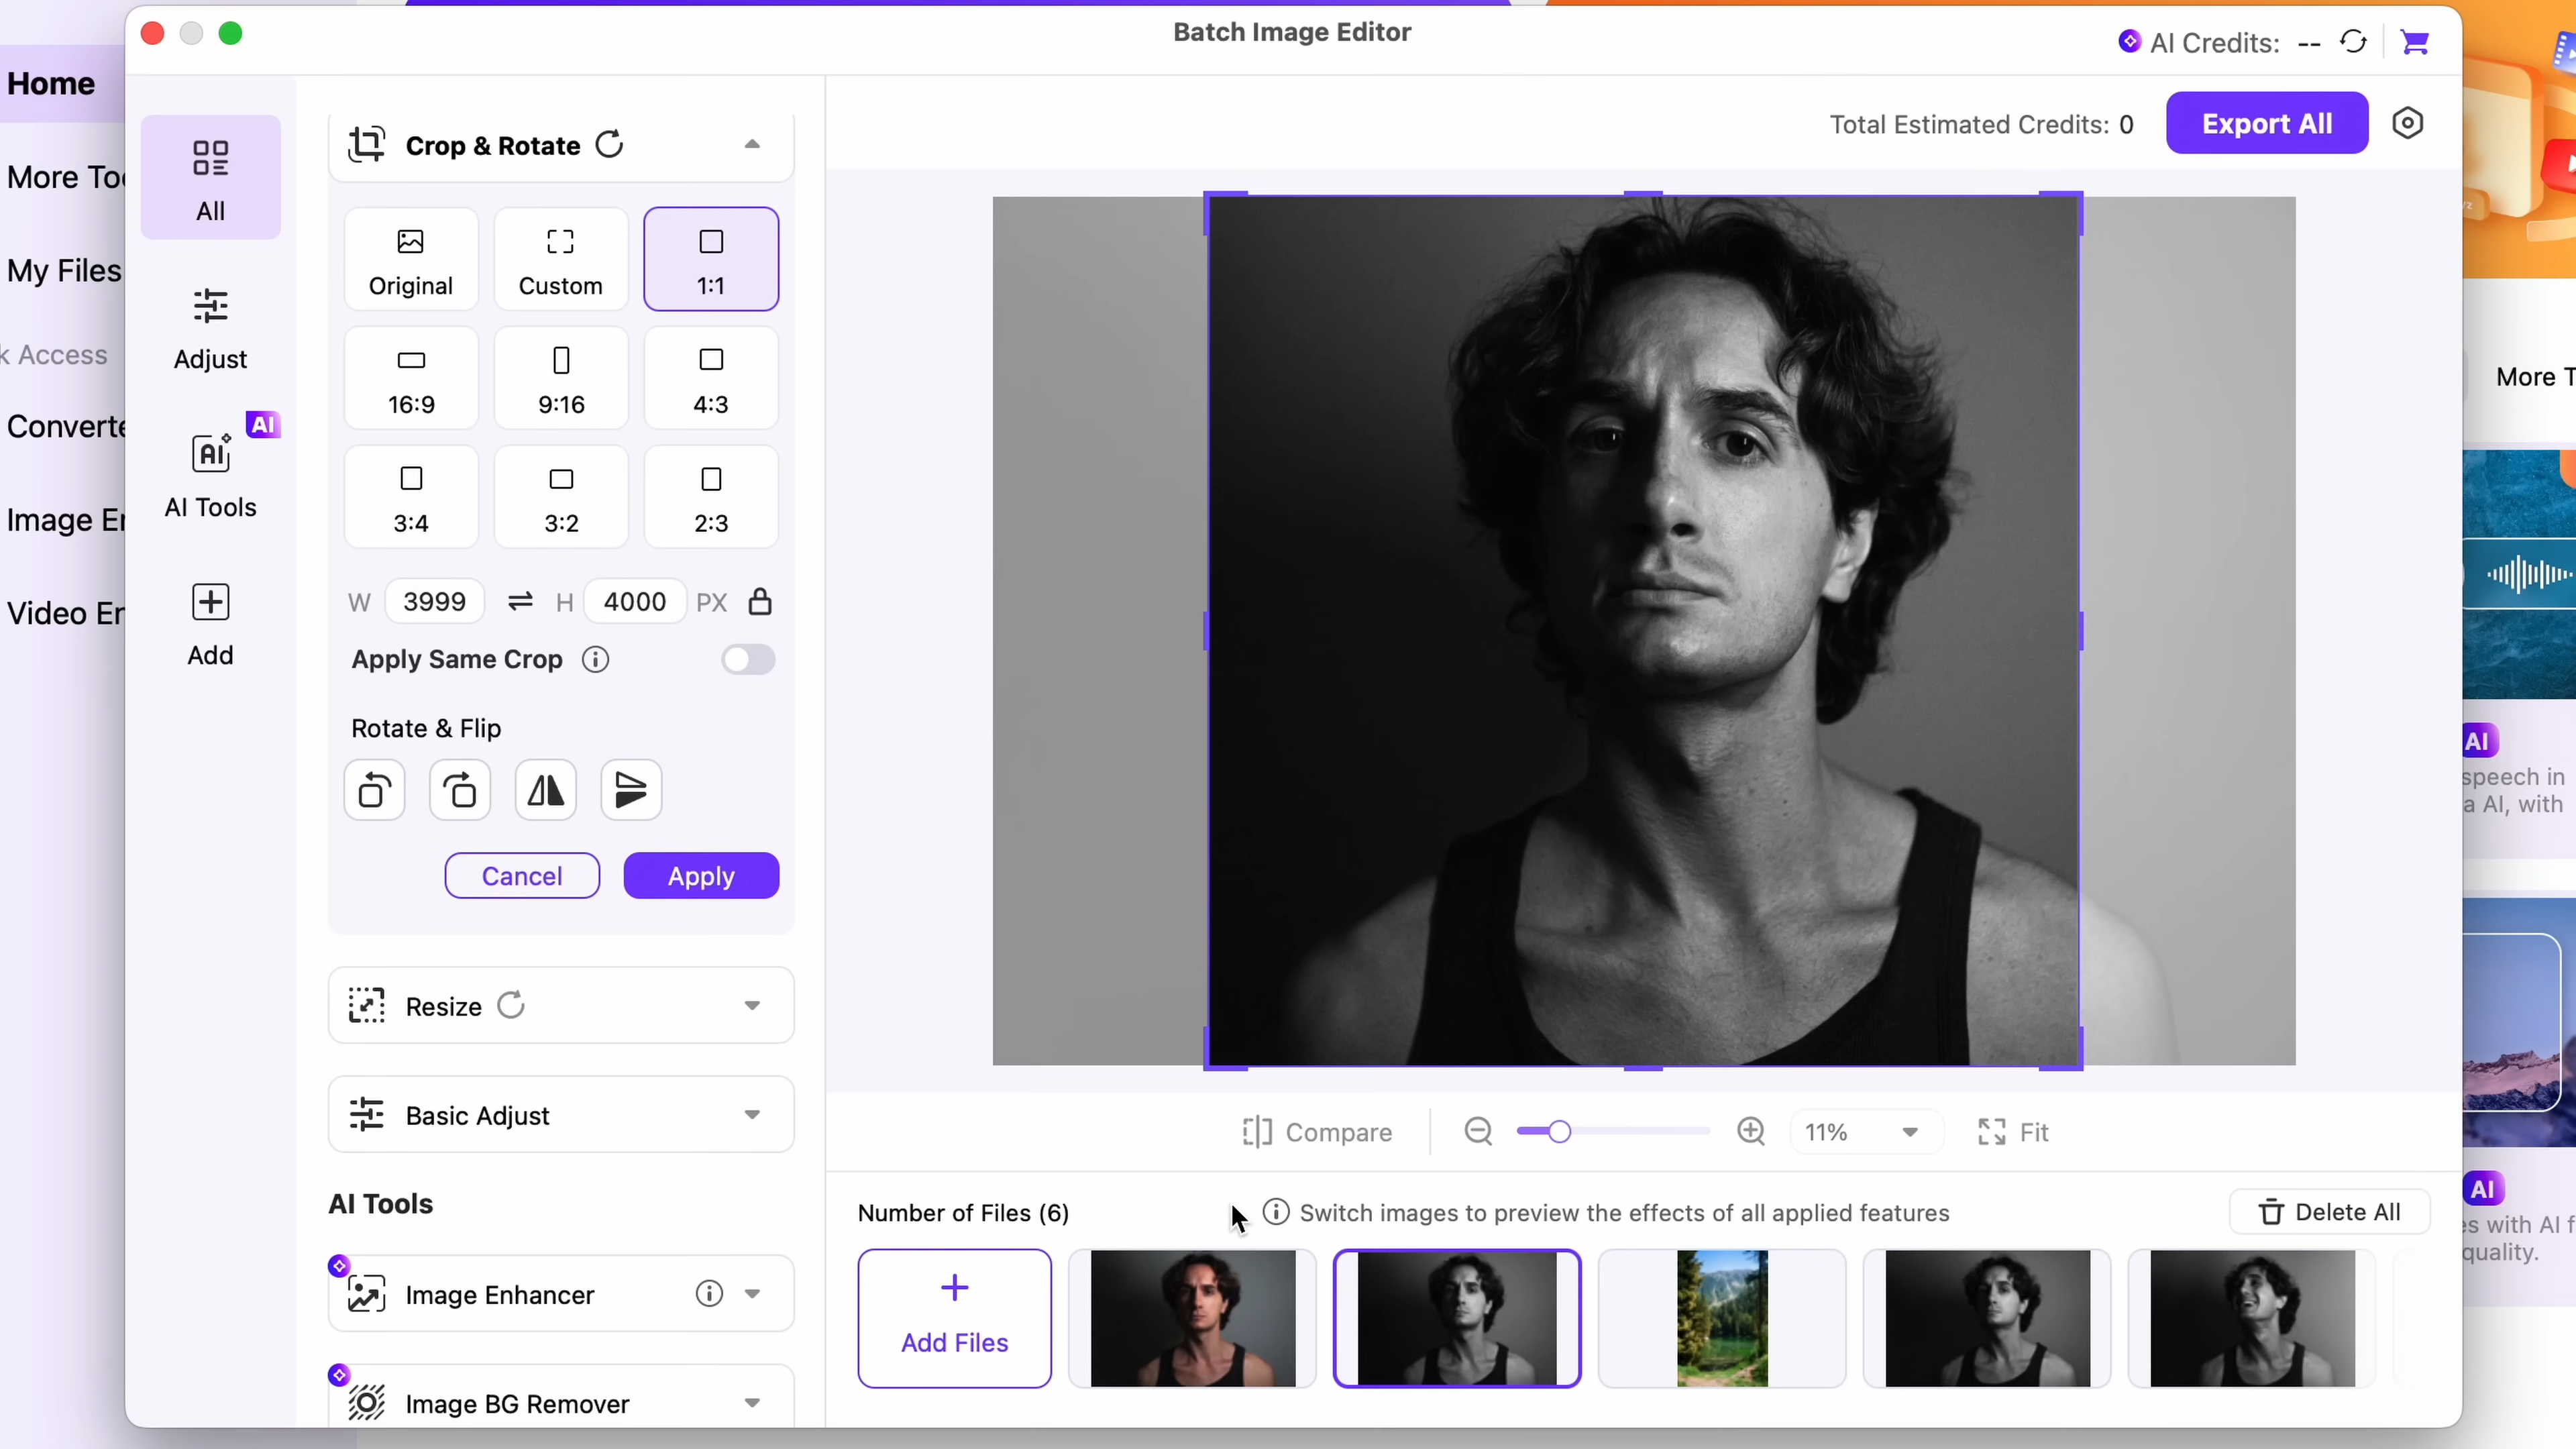 Batch Image Editor
AI Credits: --
Home
More Too
My Files
k Access
Converte
Image Er
Video Er
All
Adjust
AI
AI Tools
Add
Crop & Rotate
Original
Custom
1:1
16:9
9:16
4:3
3:4
3:2
2:3
W 3999 H 4000 PX
Apply Same Crop
Rotate & Flip
Cancel
Apply
Resize
Basic Adjust
AI Tools
Image Enhancer
Image BG Remover
Total Estimated Credits: 0
Export All
Compare
11%
Fit
Number of Files (6)
Switch images to preview the effects of all applied features
Delete All
Add Files
More T
AI
speech in
a AI, with
AI
es with AI f
quality.